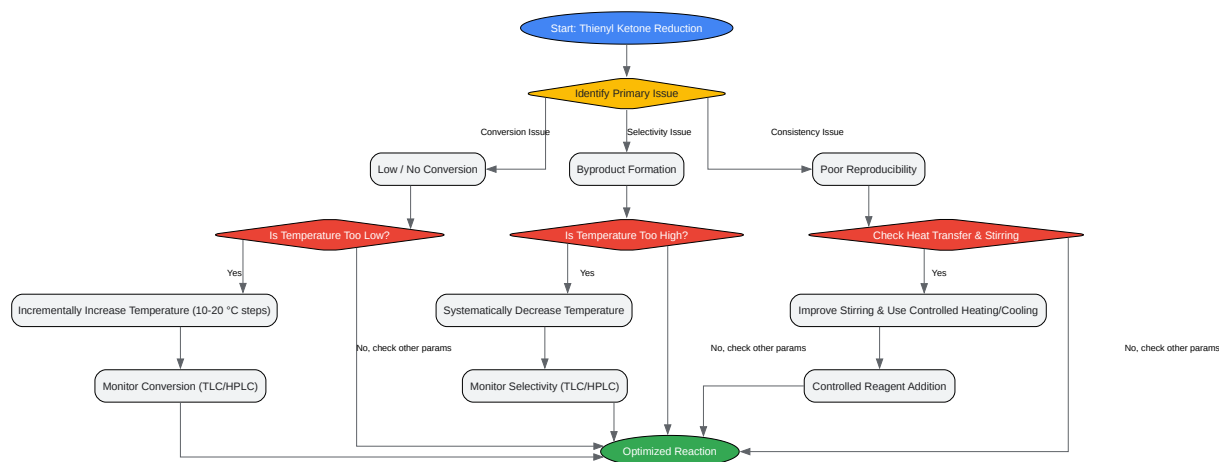 Start: Thienyl Ketone Reduction
Identify Primary Issue
Conversion Issue
Selectivity Issue
Consistency Issue
Low / No Conversion
Byproduct Formation
Poor Reproducibility
Is Temperature Too Low?
Is Temperature Too High?
Check Heat Transfer & Stirring
Yes
Yes
Yes
Incrementally Increase Temperature (10-20 °C steps)
Systematically Decrease Temperature
Improve Stirring & Use Controlled Heating/Cooling
No, check other params
No, check other params
No, check other params
Monitor Conversion (TLC/HPLC)
Monitor Selectivity (TLC/HPLC)
Controlled Reagent Addition
Optimized Reaction